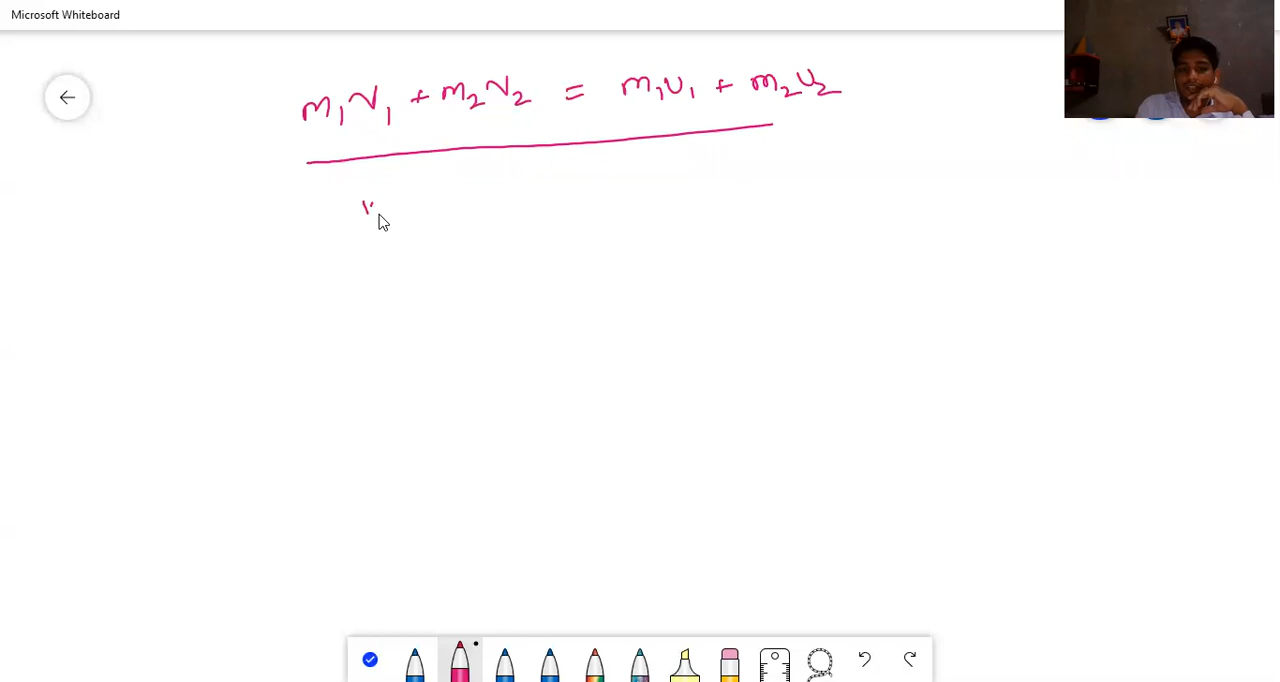 Microsoft Whiteboard
m₁v₁ + m₂v₂ = m₁u₁ + m₂u₂